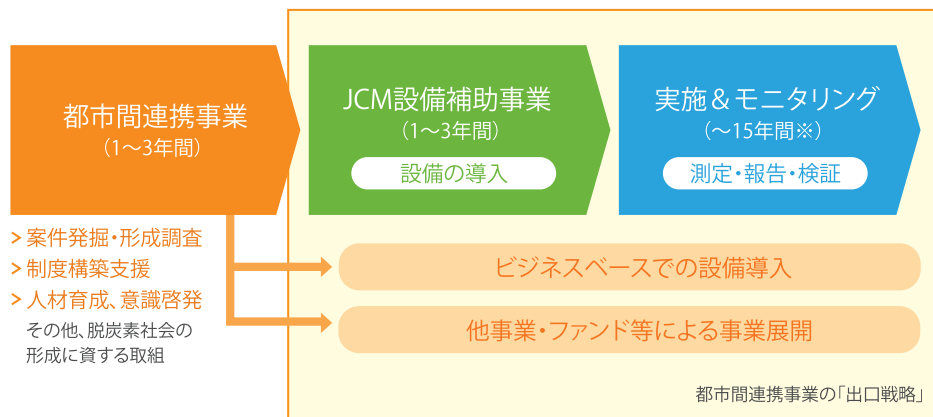 都市間連携事業
（1～3年間）
JCM設備補助事業
（1～3年間）
設備の導入
実施＆モニタリング
（～15年間※）
測定・報告・検証
> 案件発掘・形成調査
> 制度構築支援
> 人材育成、意識啓発
その他、脱炭素社会の
形成に資する取組
ビジネスベースでの設備導入
他事業・ファンド等による事業展開
都市間連携事業の「出口戦略」